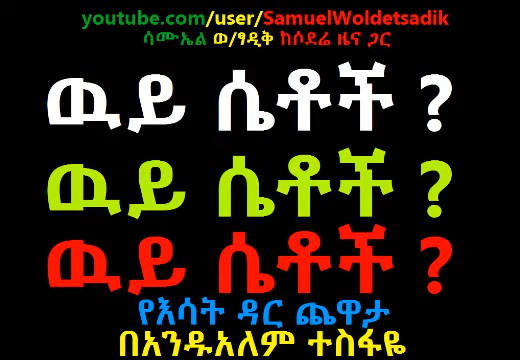 youtube.com/user/SamuelWoldetsadik
ሳሙኤል ወ/ፃዲቅ ከሶደሬ ዜና ጋር
ዉይ ሴቶች ?
ዉይ ሴቶች ?
ዉይ ሴቶች ?
የእሳት ዳር ጨዋታ
በአንዱአለም ተስፋዬ